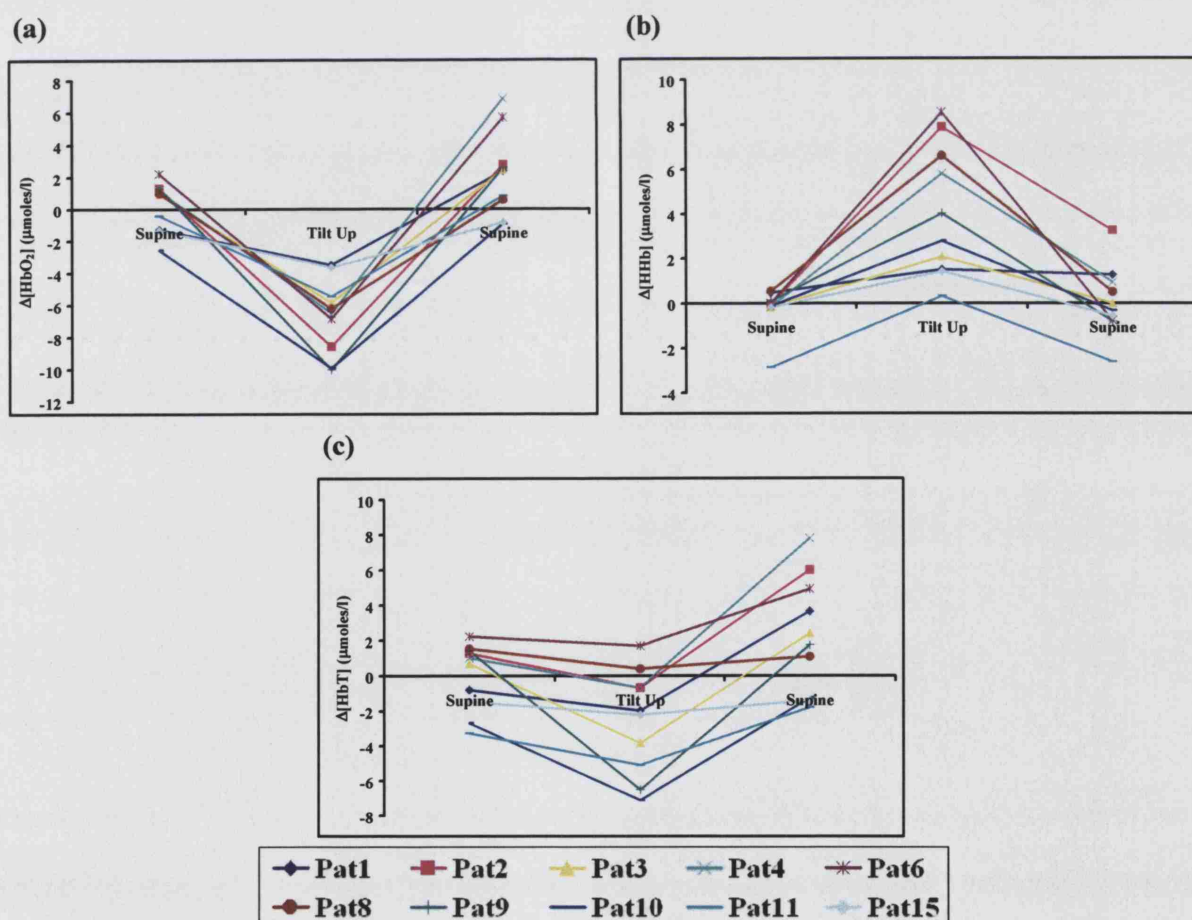 (a)
8
6
4
2
0
-2
-4
-6
-8
-10
-12
Δ[HbO₂] (μmoles/l)
Supine Tilt Up Supine
(b)
10
8
6
4
2
0
-2
-4
Δ[HHb] (μmoles/l)
Supine Tilt Up Supine
(c)
10
8
6
4
2
0
-2
-4
-6
-8
Δ[HbT] (μmoles/l)
Supine Tilt Up Supine
Pat1 Pat2 Pat3 Pat4 Pat6
Pat8 Pat9 Pat10 Pat11 Pat15